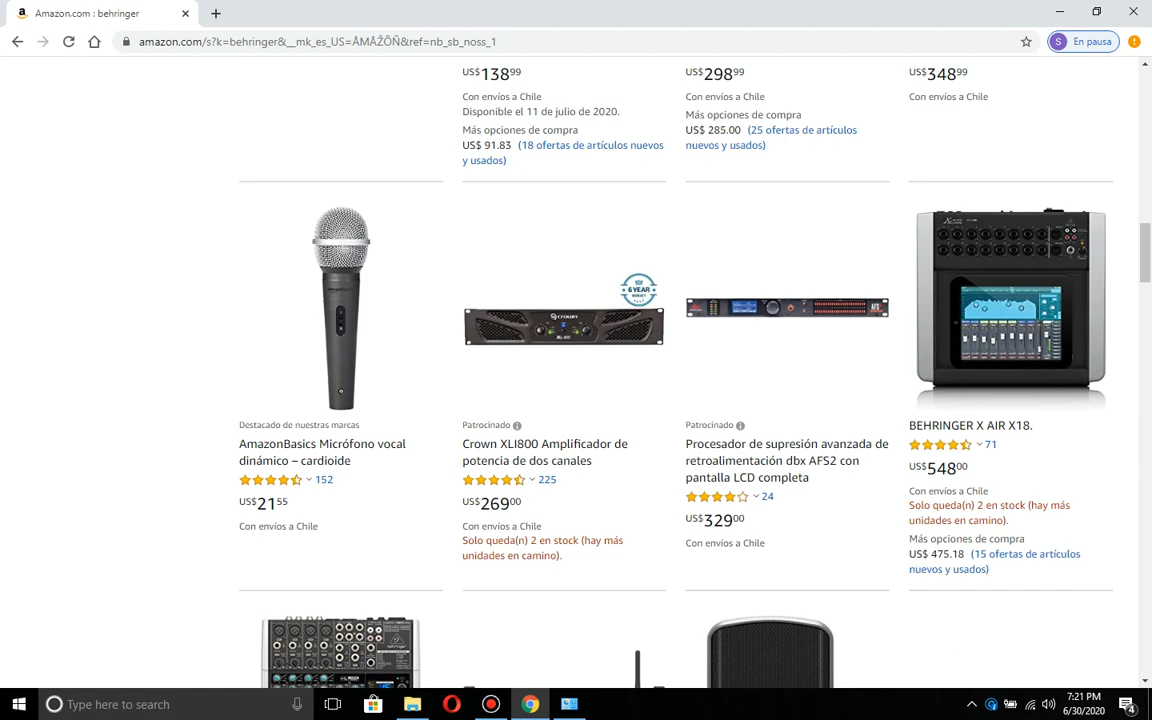 Amazon.com : behringer
amazon.com/s?k=behringer&__mk_es_US=ÅMÅŽÕÑ&ref=nb_sb_noss_1
S
En pausa
US$138⁹⁹
Con envíos a Chile
Disponible el 11 de julio de 2020.
Más opciones de compra
US$ 91.83 (18 ofertas de artículos nuevos
y usados)
US$298⁹⁹
Con envíos a Chile
Más opciones de compra
US$ 285.00 (25 ofertas de artículos
nuevos y usados)
US$348⁹⁹
Con envíos a Chile
Destacado de nuestras marcas
AmazonBasics Micrófono vocal
dinámico – cardioide
152
US$21⁵⁵
Con envíos a Chile
6 YEAR
crown
Patrocinado
Crown XLI800 Amplificador de
potencia de dos canales
225
US$269⁰⁰
Con envíos a Chile
Solo queda(n) 2 en stock (hay más
unidades en camino).
Patrocinado
Procesador de supresión avanzada de
retroalimentación dbx AFS2 con
pantalla LCD completa
24
US$329⁰⁰
Con envíos a Chile
BEHRINGER X AIR X18.
71
US$548⁰⁰
Con envíos a Chile
Solo queda(n) 2 en stock (hay más
unidades en camino).
Más opciones de compra
US$ 475.18 (15 ofertas de artículos
nuevos y usados)
Type here to search
7:21 PM
6/30/2020
4